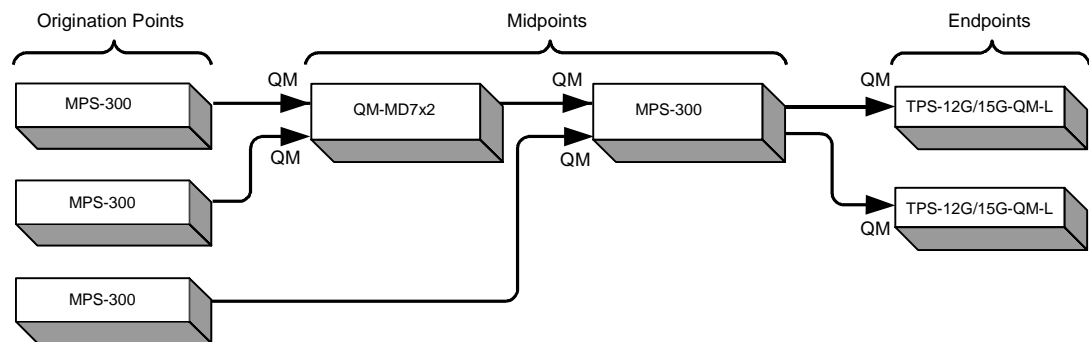 Origination Points
Midpoints
Endpoints
QM
QM
QM
MPS-300
QM-MD7x2
MPS-300
TPS-12G/15G-QM-L
QM
QM
MPS-300
TPS-12G/15G-QM-L
QM
MPS-300